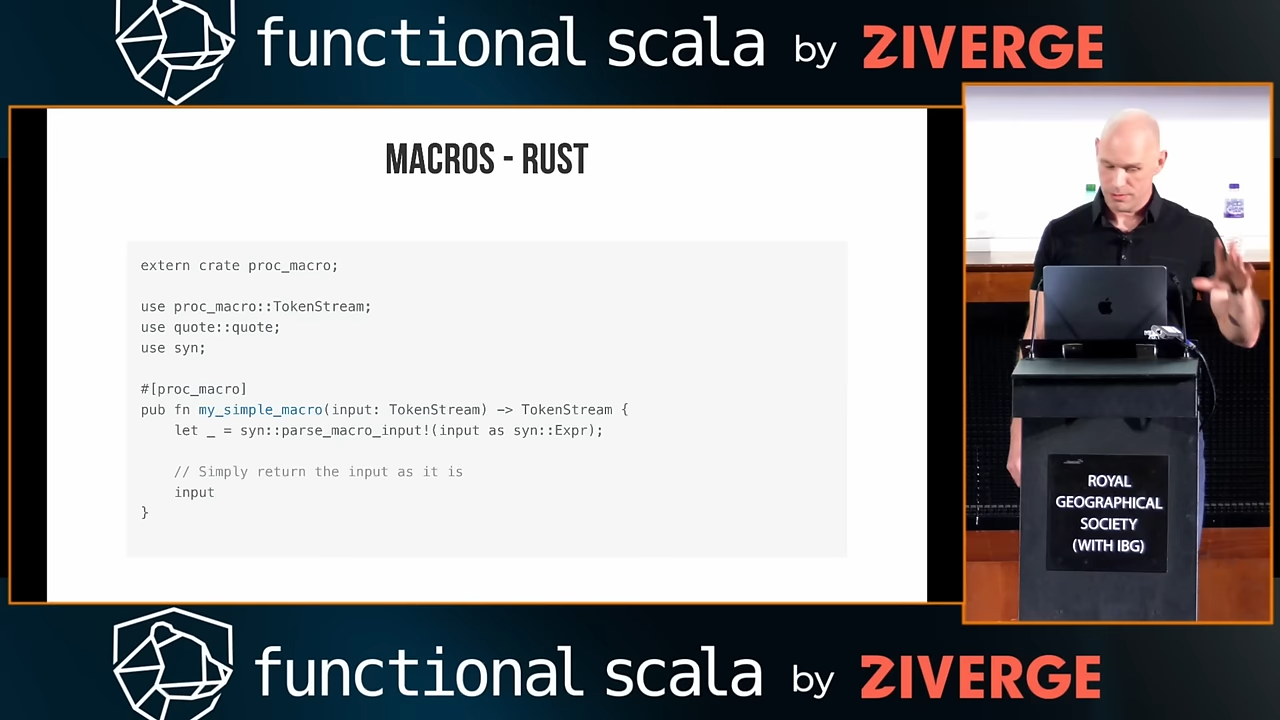 functional scala by ZIVERGE
MACROS - RUST
extern crate proc_macro;
use proc_macro::TokenStream;
use quote::quote;
use syn;
#[proc_macro]
pub fn my_simple_macro(input: TokenStream) -> TokenStream {
    let _ = syn::parse_macro_input!(input as syn::Expr);
    // Simply return the input as it is
    input
}
ROYAL
GEOGRAPHICAL
SOCIETY
(WITH IBG)
functional scala by ZIVERGE